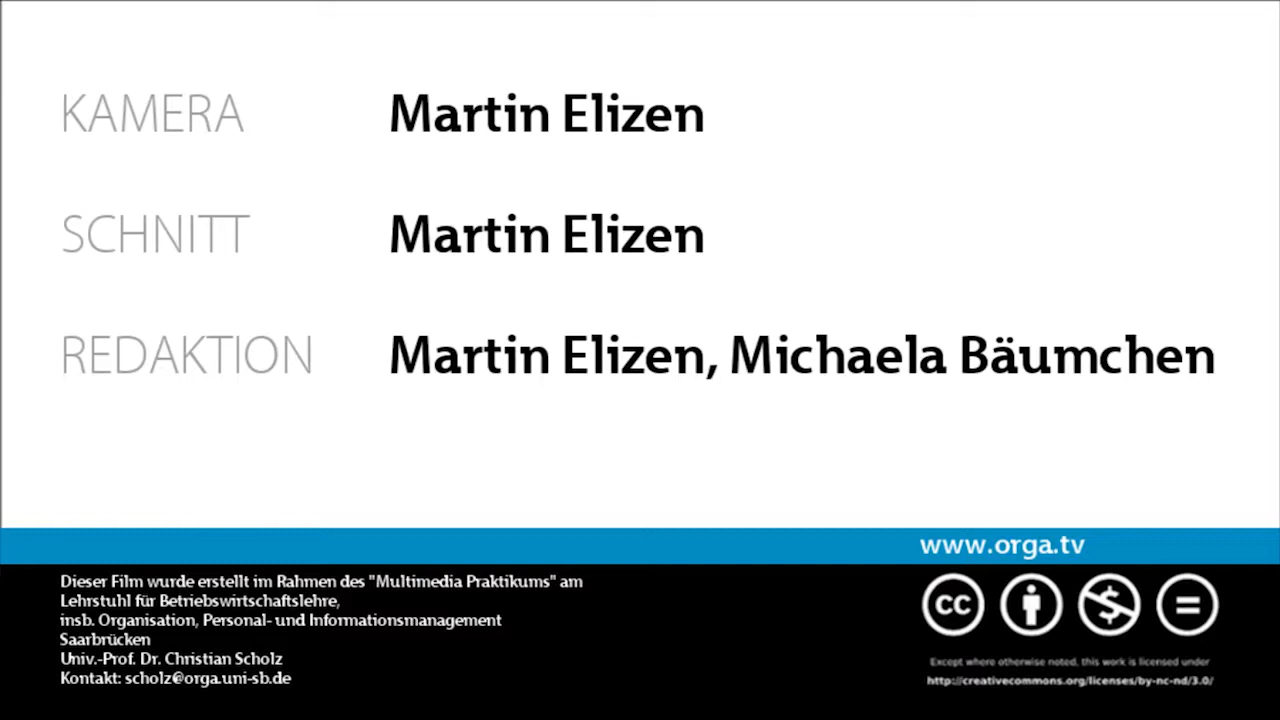 KAMERA Martin Elizen
SCHNITT Martin Elizen
REDAKTION Martin Elizen, Michaela Bäumchen
www.orga.tv
Dieser Film wurde erstellt im Rahmen des "Multimedia Praktikums" am
Lehrstuhl für Betriebswirtschaftslehre,
insb. Organisation, Personal- und Informationsmanagement
Saarbrücken
Univ.-Prof. Dr. Christian Scholz
Kontakt: scholz@orga.uni-sb.de
cc
Except where otherwise noted, this work is licensed under
http://creativecommons.org/licenses/by-nc-nd/3.0/